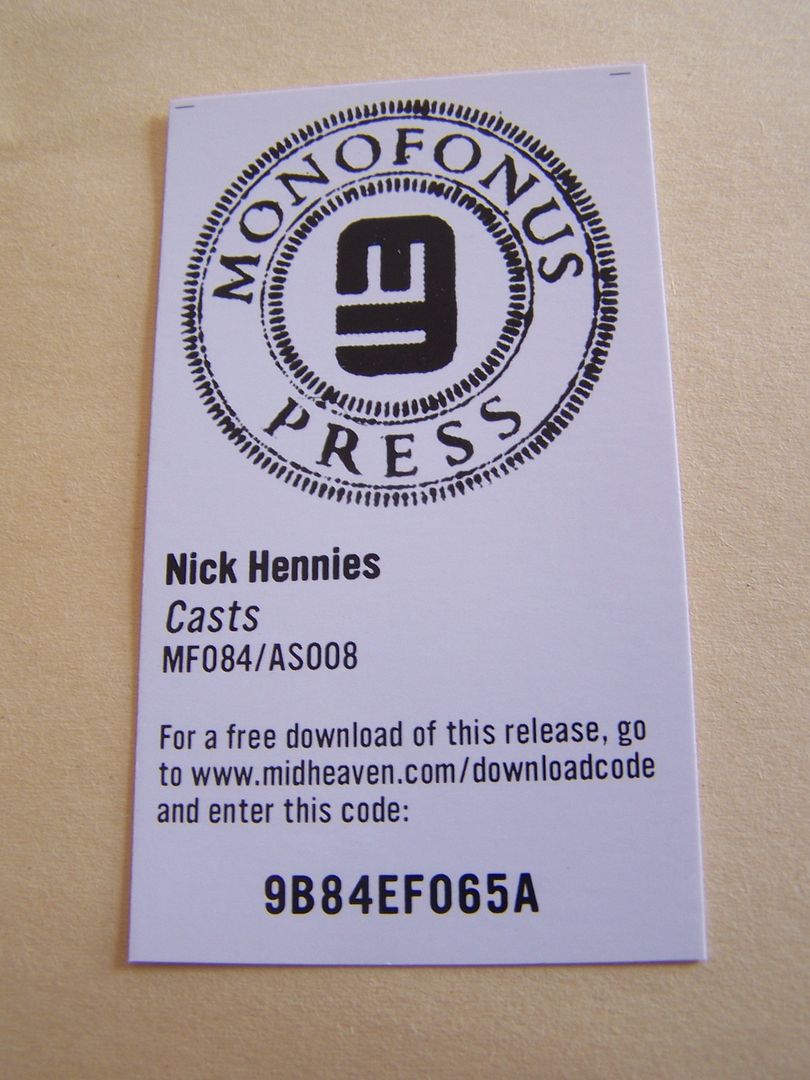 MONOFONUS
PRESS
Nick Hennies
Casts
MF084/AS008
For a free download of this release, go
to www.midheaven.com/downloadcode
and enter this code:
9B84EF065A